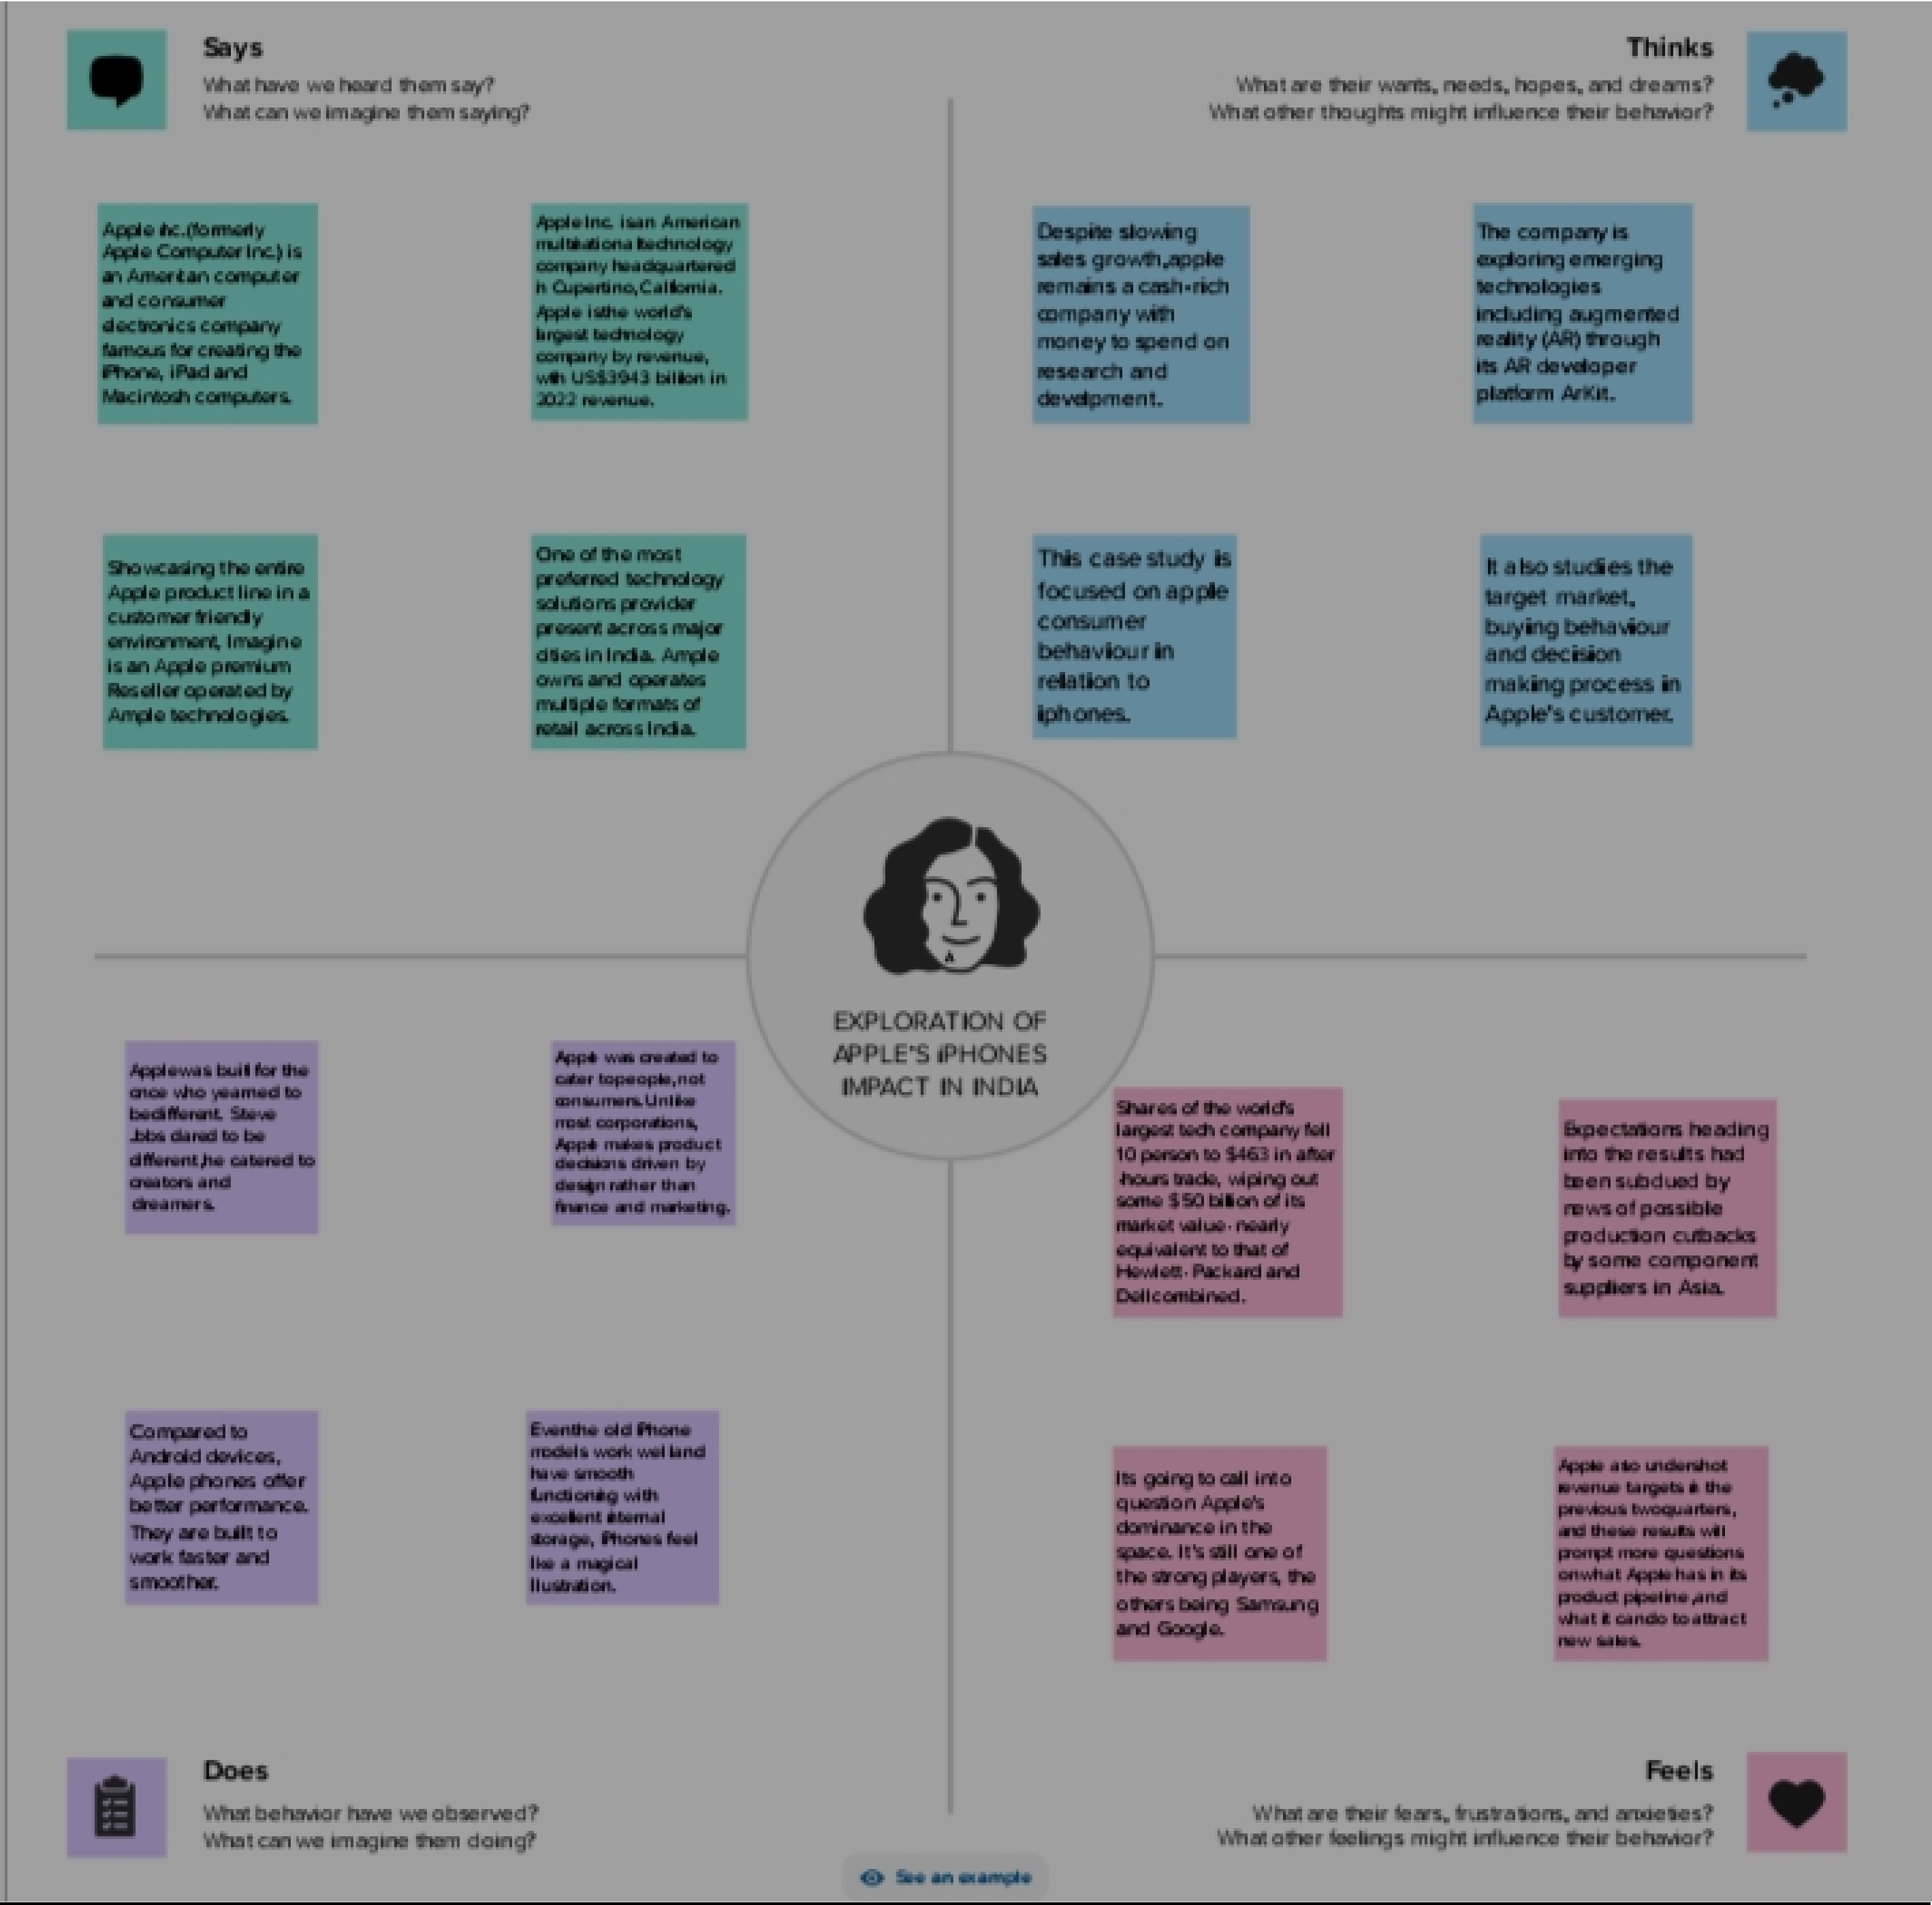 Says
What have we heard them say?
What can we imagine them saying?
Thinks
What are their wants, needs, hopes, and dreams?
What other thoughts might influence their behavior?
Apple Inc.(formerly
Apple Computer Inc.) is
an American computer
and consumer
electronics company
famous for creating the
iPhone, iPad and
Macintosh computers.
Apple Inc. is an American
multinational technology
company headquartered
in Cupertino, California.
Apple is the world's
largest technology
company by revenue,
with US$394.3 billion in
2022 revenue.
Despite slowing
sales growth,apple
remains a cash-rich
company with
money to spend on
research and
develpment.
The company is
exploring emerging
technologies
including augmented
reality (AR) through
its AR developer
platform ArKit.
Showcasing the entire
Apple product line in a
customer friendly
environment, Imagine
is an Apple premium
Reseller operated by
Ample technologies.
One of the most
preferred technology
solutions provider
present across major
cities in India. Ample
owns and operates
multiple formats of
retail across India.
This case study is
focused on apple
consumer
behaviour in
relation to
iphones.
It also studies the
target market,
buying behaviour
and decision
making process in
Apple's customer.
EXPLORATION OF
APPLE'S iPHONES
IMPACT IN INDIA
Apple was built for the
once who yearned to
be different. Steve
Jobs dared to be
different,he catered to
creators and
dreamers.
Apple was created to
cater to people, not
consumers. Unlike
most corporations,
Apple makes product
decisions driven by
design rather than
finance and marketing.
Shares of the world's
largest tech company fell
10 person to $463 in after
-hours trade, wiping out
some $50 billion of its
market value- nearly
equivalent to that of
Hewlett- Packard and
Dell combined.
Expectations heading
into the results had
been subdued by
news of possible
production cutbacks
by some component
suppliers in Asia.
Compared to
Android devices,
Apple phones offer
better performance.
They are built to
work faster and
smoother.
Even the old iPhone
models work well and
have smooth
functioning with
excellent internal
storage, iPhones feel
like a magical
illustration.
Its going to call into
question Apple's
dominance in the
space. It's still one of
the strong players, the
others being Samsung
and Google.
Apple also undershot
revenue targets in the
previous two quarters,
and these results will
prompt more questions
on what Apple has in its
product pipeline ,and
what it can do to attract
new sales.
Does
What behavior have we observed?
What can we imagine them doing?
Feels
What are their fears, frustrations, and anxieties?
What other feelings might influence their behavior?
See an example